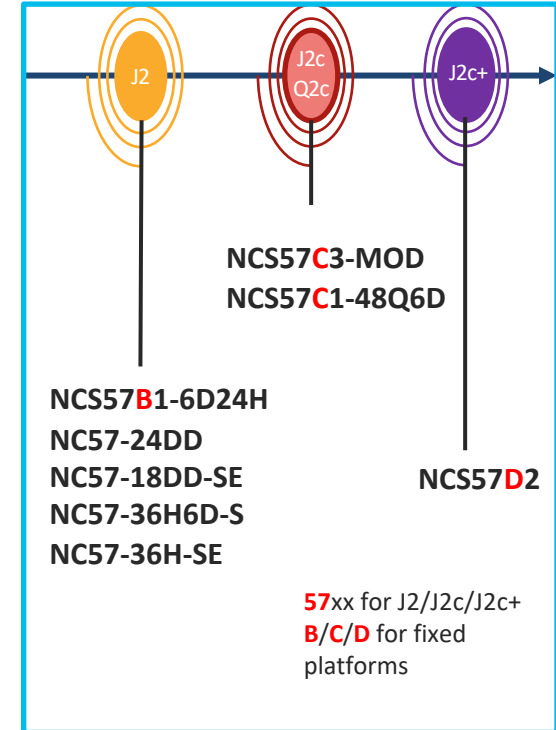 J2
J2c
Q2c
J2c+
NCS57C3-MOD
NCS57C1-48Q6D
NCS57B1-6D24H
NC57-24DD
NC57-18DD-SE
NC57-36H6D-S
NC57-36H-SE
NCS57D2
57xx for J2/J2c/J2c+
B/C/D for fixed
platforms